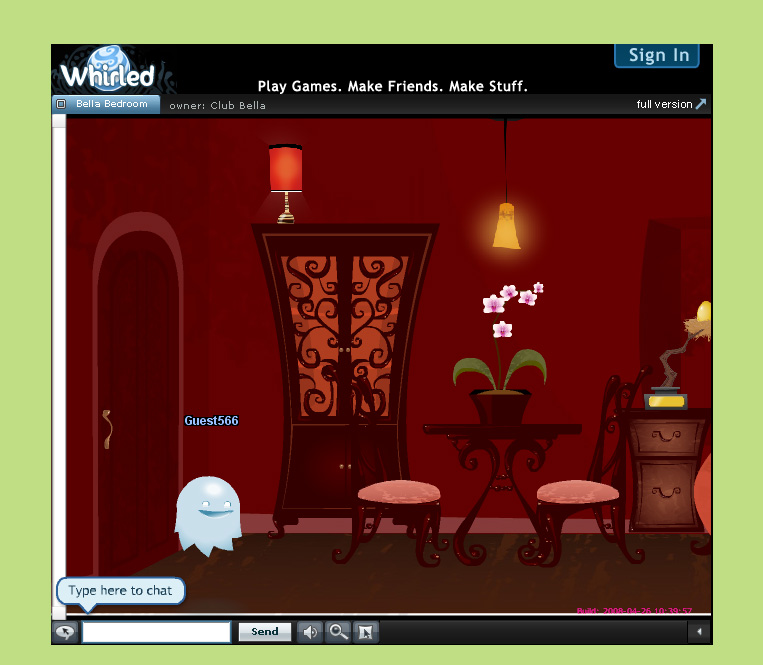 Sign In
Whirled
Play Games. Make Friends. Make Stuff.
Bella Bedroom
owner: Club Bella
full version
Guest566
Type here to chat
Build: 2008-04-26 10:39:57
Send